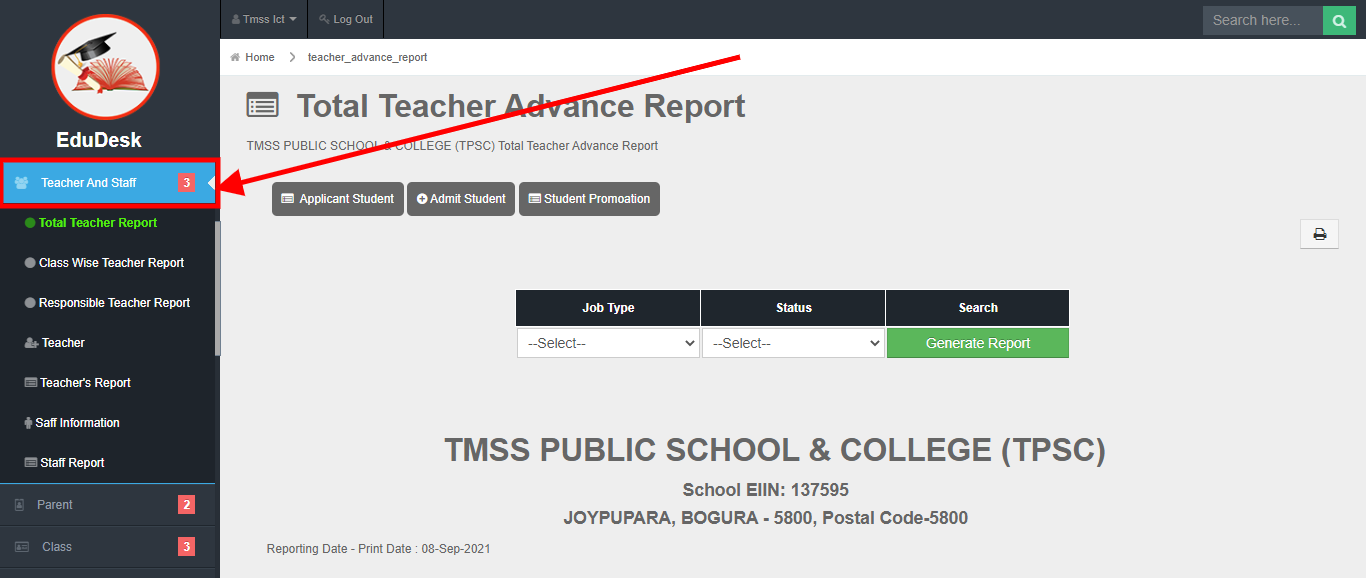 Tmss Ict
Log Out
Search here...
EduDesk
Home
teacher_advance_report
Total Teacher Advance Report
TMSS PUBLIC SCHOOL & COLLEGE (TPSC) Total Teacher Advance Report
Teacher And Staff 3
Total Teacher Report
Class Wise Teacher Report
Responsible Teacher Report
Teacher
Teacher's Report
Saff Information
Staff Report
Parent 2
Class 3
Applicant Student
Admit Student
Student Promoation
Job Type Status Search
--Select-- --Select-- Generate Report
TMSS PUBLIC SCHOOL & COLLEGE (TPSC)
School EIIN: 137595
JOYPUPARA, BOGURA - 5800, Postal Code-5800
Reporting Date - Print Date : 08-Sep-2021